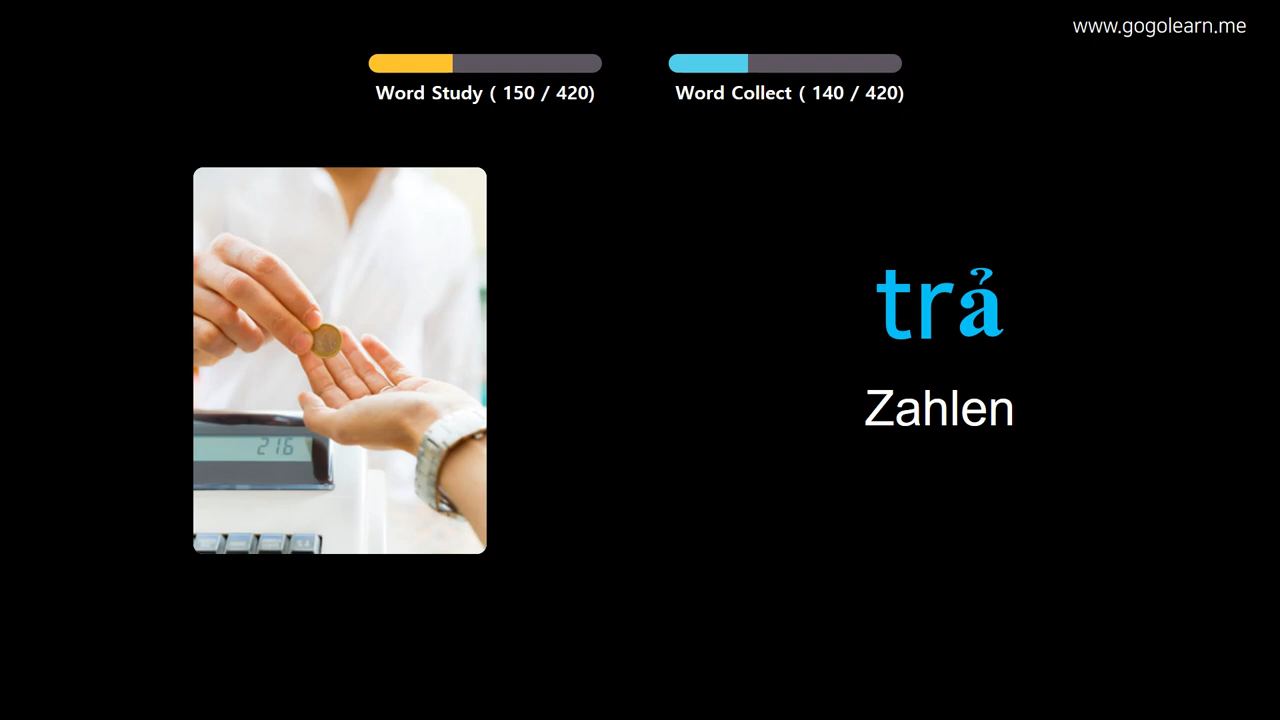 www.gogolearn.me
Word Study ( 150 / 420)
Word Collect ( 140 / 420)
trả
Zahlen
216